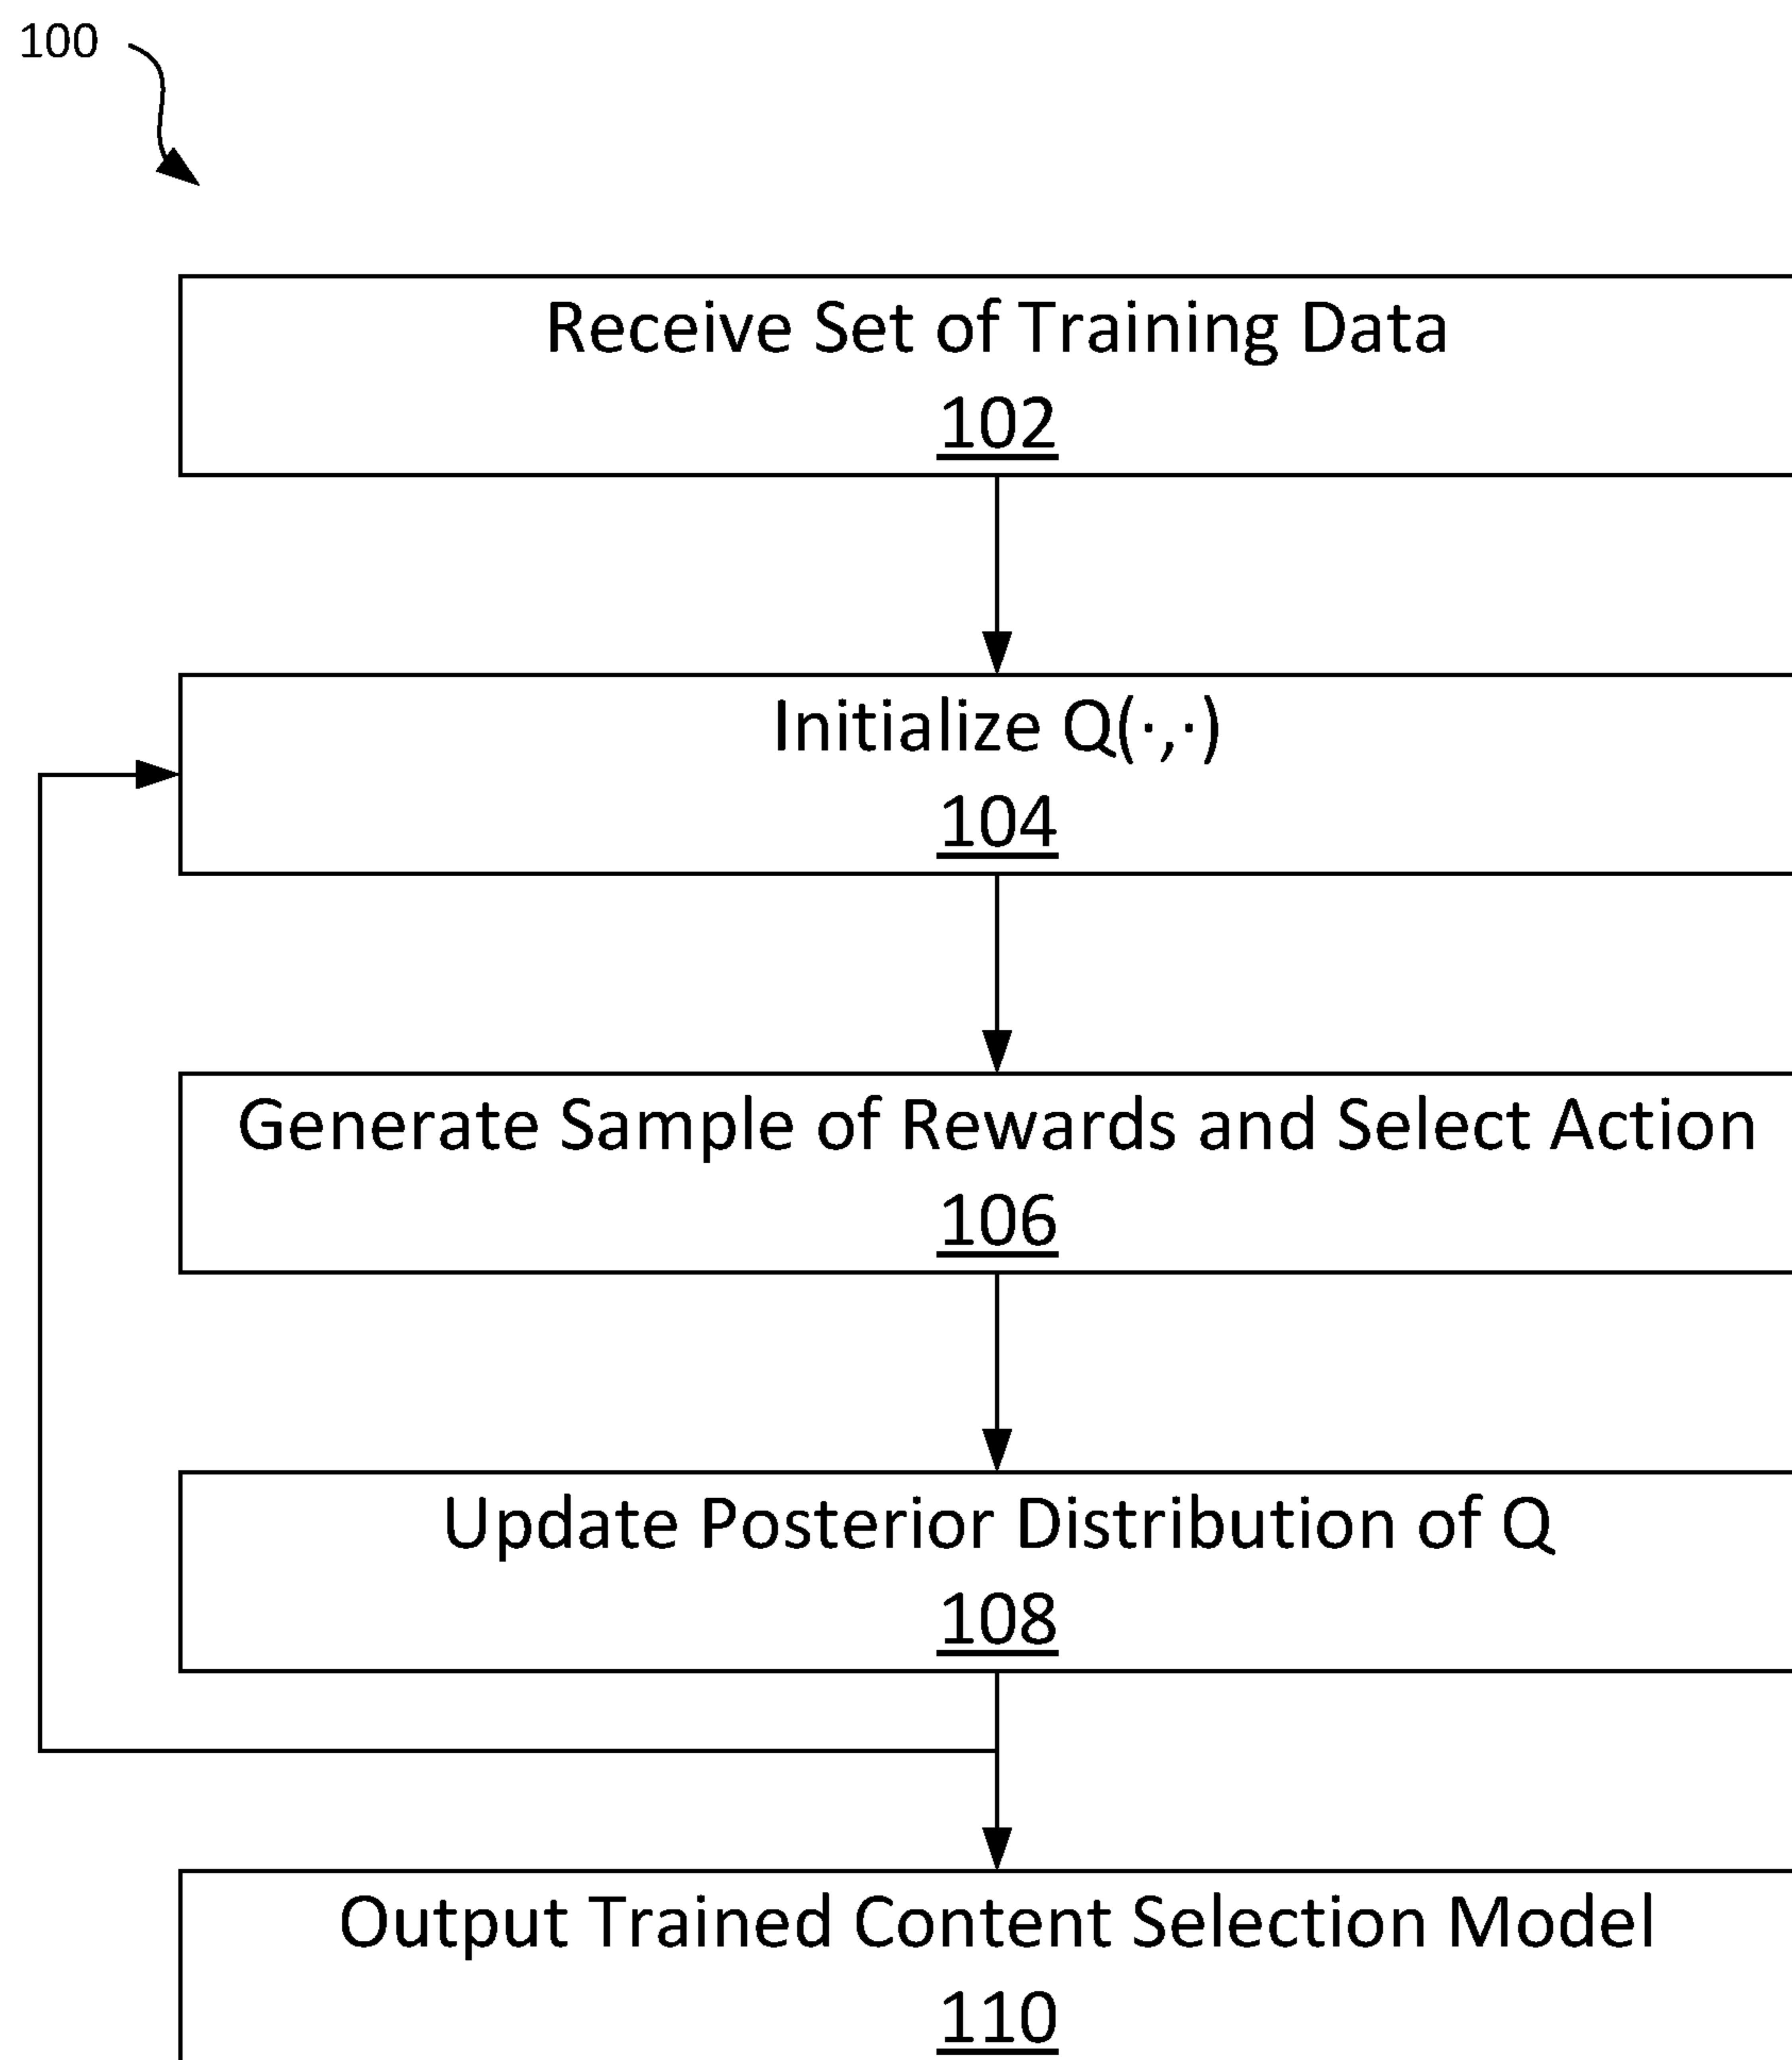 100
Receive Set of Training Data
102
Initialize Q(·,·)
104
Generate Sample of Rewards and Select Action
106
Update Posterior Distribution of Q
108
Output Trained Content Selection Model
110